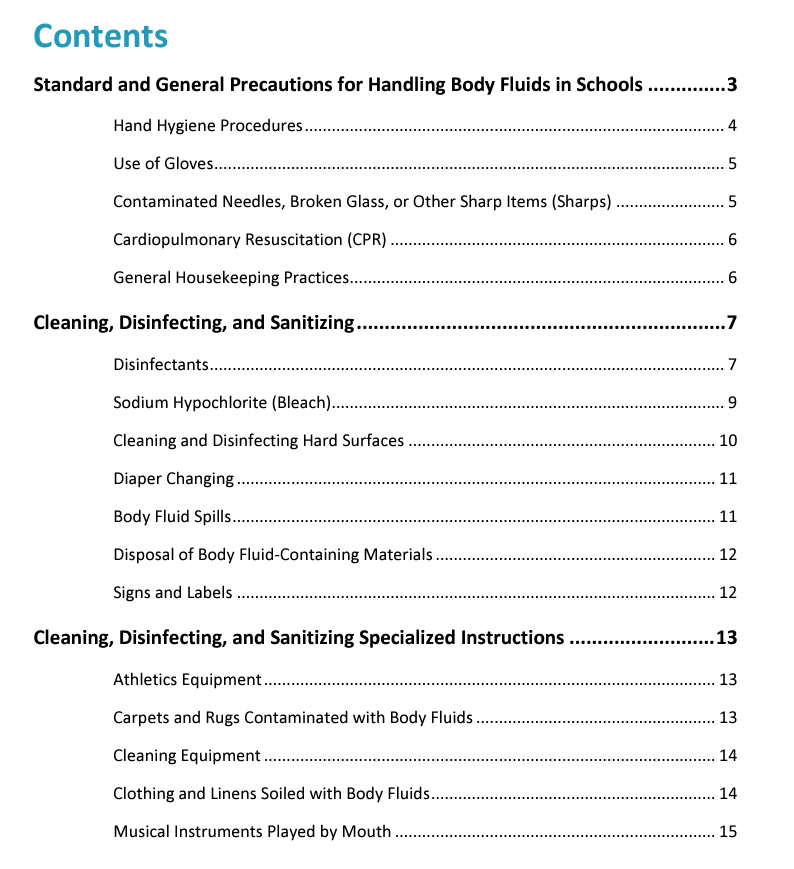 Contents
Standard and General Precautions for Handling Body Fluids in Schools ..............3
Hand Hygiene Procedures............................................................................................. 4
Use of Gloves................................................................................................................. 5
Contaminated Needles, Broken Glass, or Other Sharp Items (Sharps) ........................ 5
Cardiopulmonary Resuscitation (CPR) .......................................................................... 6
General Housekeeping Practices................................................................................... 6
Cleaning, Disinfecting, and Sanitizing..................................................................7
Disinfectants.................................................................................................................. 7
Sodium Hypochlorite (Bleach)....................................................................................... 9
Cleaning and Disinfecting Hard Surfaces .................................................................... 10
Diaper Changing .......................................................................................................... 11
Body Fluid Spills........................................................................................................... 11
Disposal of Body Fluid-Containing Materials .............................................................. 12
Signs and Labels .......................................................................................................... 12
Cleaning, Disinfecting, and Sanitizing Specialized Instructions ..........................13
Athletics Equipment.................................................................................................... 13
Carpets and Rugs Contaminated with Body Fluids ..................................................... 13
Cleaning Equipment .................................................................................................... 14
Clothing and Linens Soiled with Body Fluids............................................................... 14
Musical Instruments Played by Mouth ....................................................................... 15